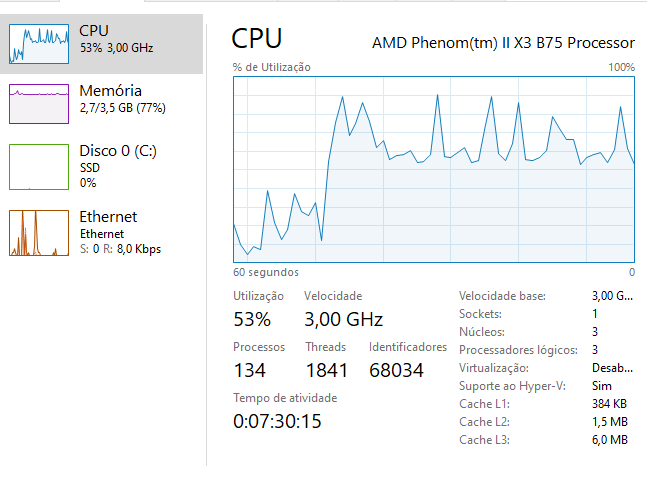 CPU
53% 3,00 GHz
Memória
2,7/3,5 GB (77%)
Disco 0 (C:)
SSD
0%
Ethernet
Ethernet
S: 0 R: 8,0 Kbps
CPU
AMD Phenom(tm) II X3 B75 Processor
% de Utilização
100%
60 segundos
0
Utilização
Velocidade
53%
3,00 GHz
Processos
Threads
Identificadores
134
1841
68034
Tempo de atividade
0:07:30:15
Velocidade base: 3,00 G...
Sockets: 1
Núcleos: 3
Processadores lógicos: 3
Virtualização: Desab...
Suporte ao Hyper-V: Sim
Cache L1: 384 KB
Cache L2: 1,5 MB
Cache L3: 6,0 MB